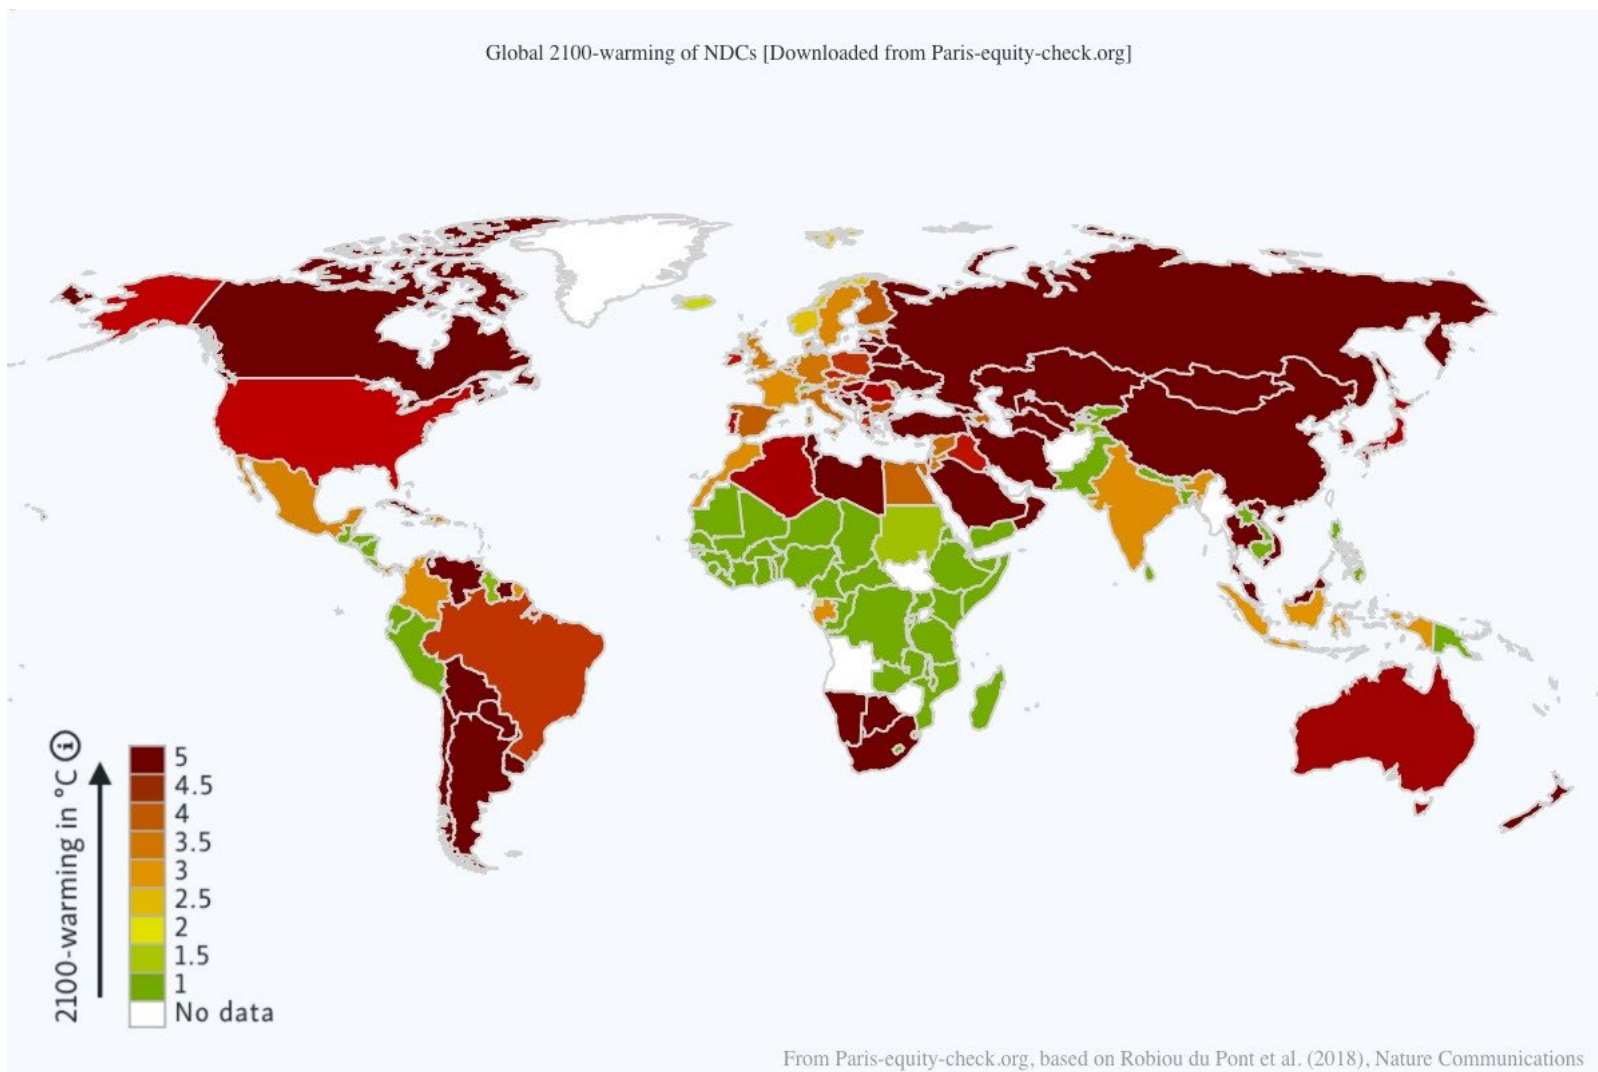 Global 2100-warming of NDCs [Downloaded from Paris-equity-check.org]
2100-warming in °C
5
4.5
4
3.5
3
2.5
2
1.5
1
No data
From Paris-equity-check.org, based on Robiou du Pont et al. (2018), Nature Communications